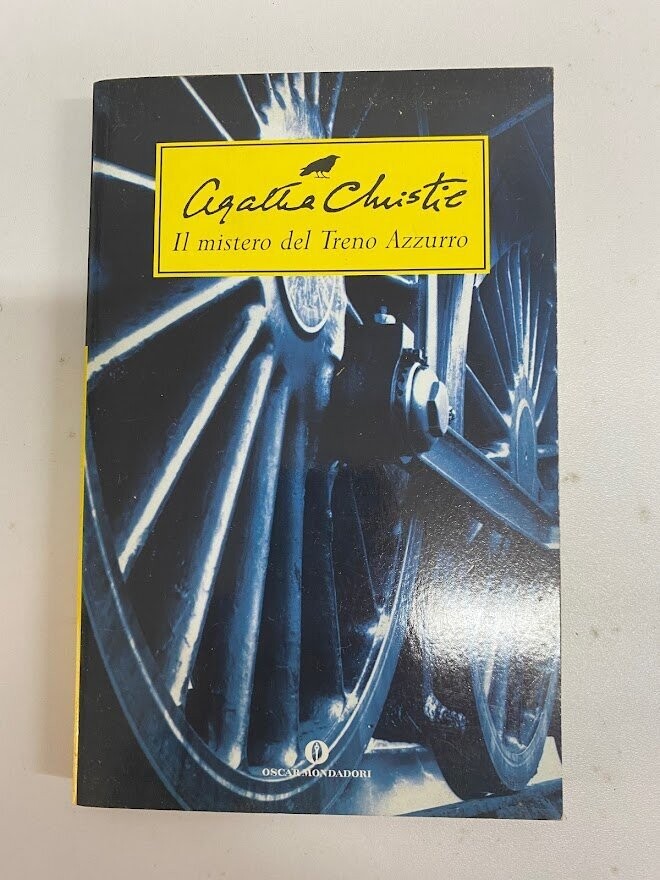 Agatha Christie
Il mistero del Treno Azzurro
OSCAR MONDADORI